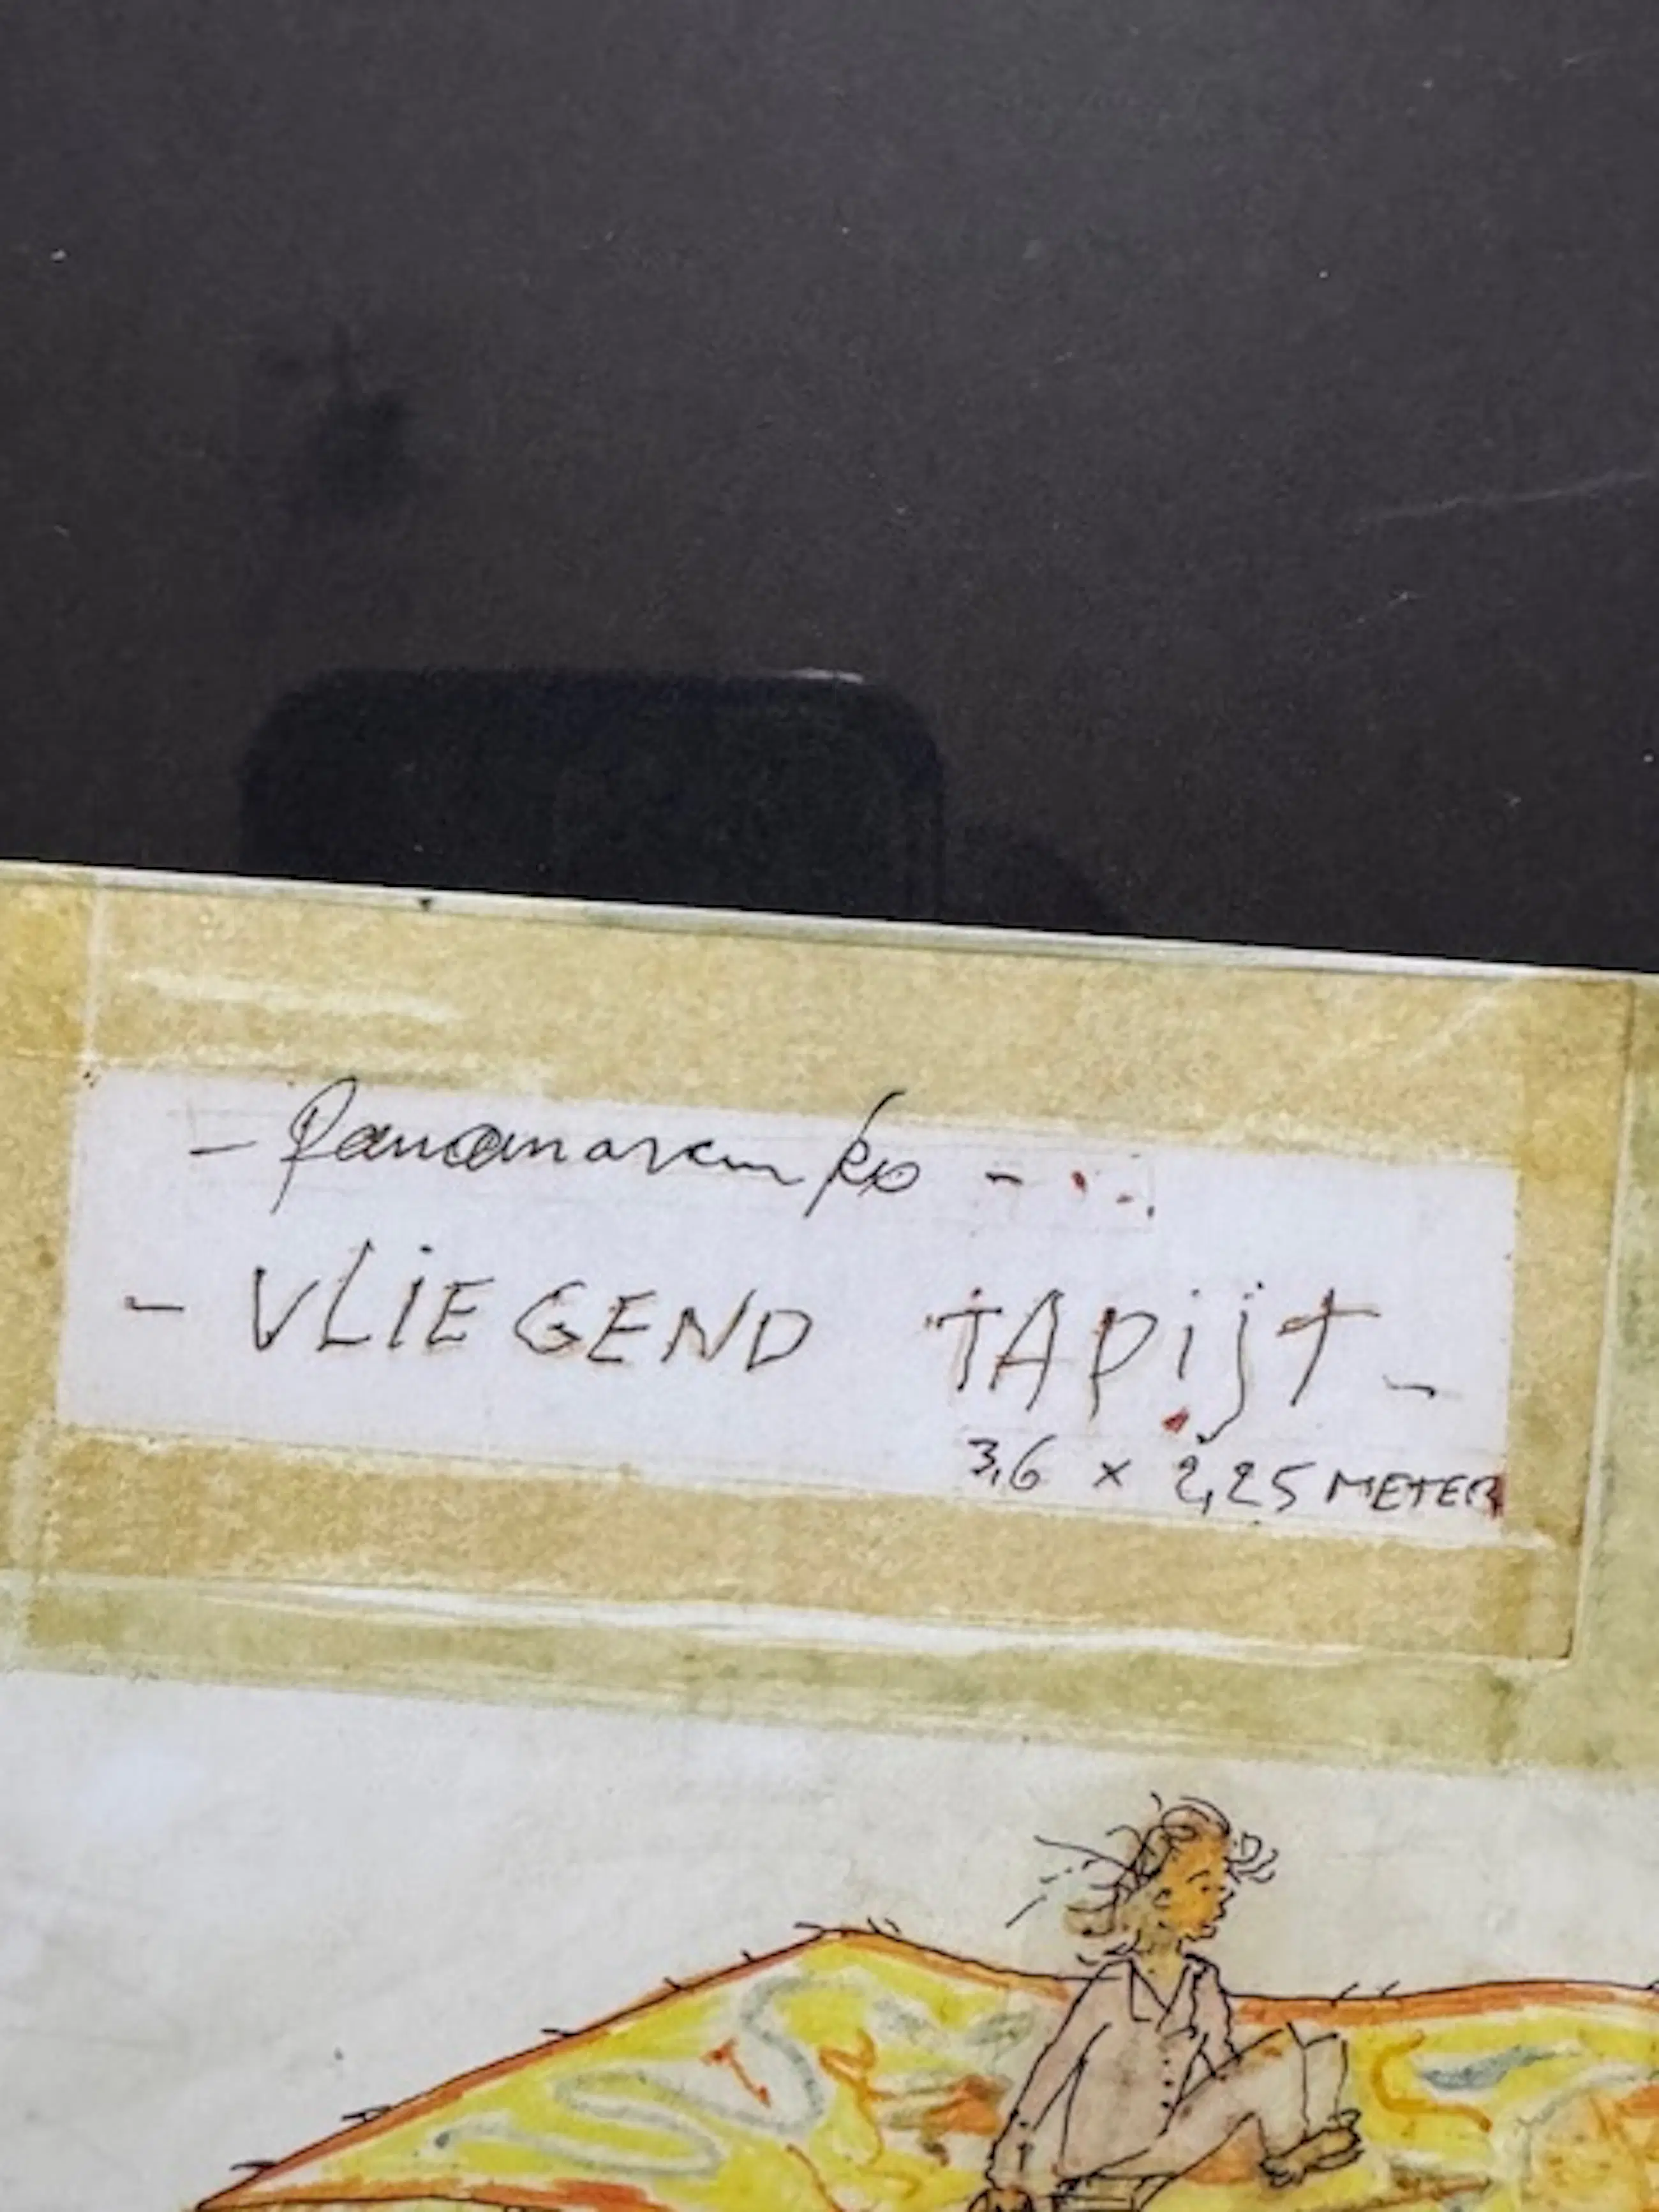 - Panamarenko -
- VLIEGEND TAPijT -
3,6 x 2,25 METER